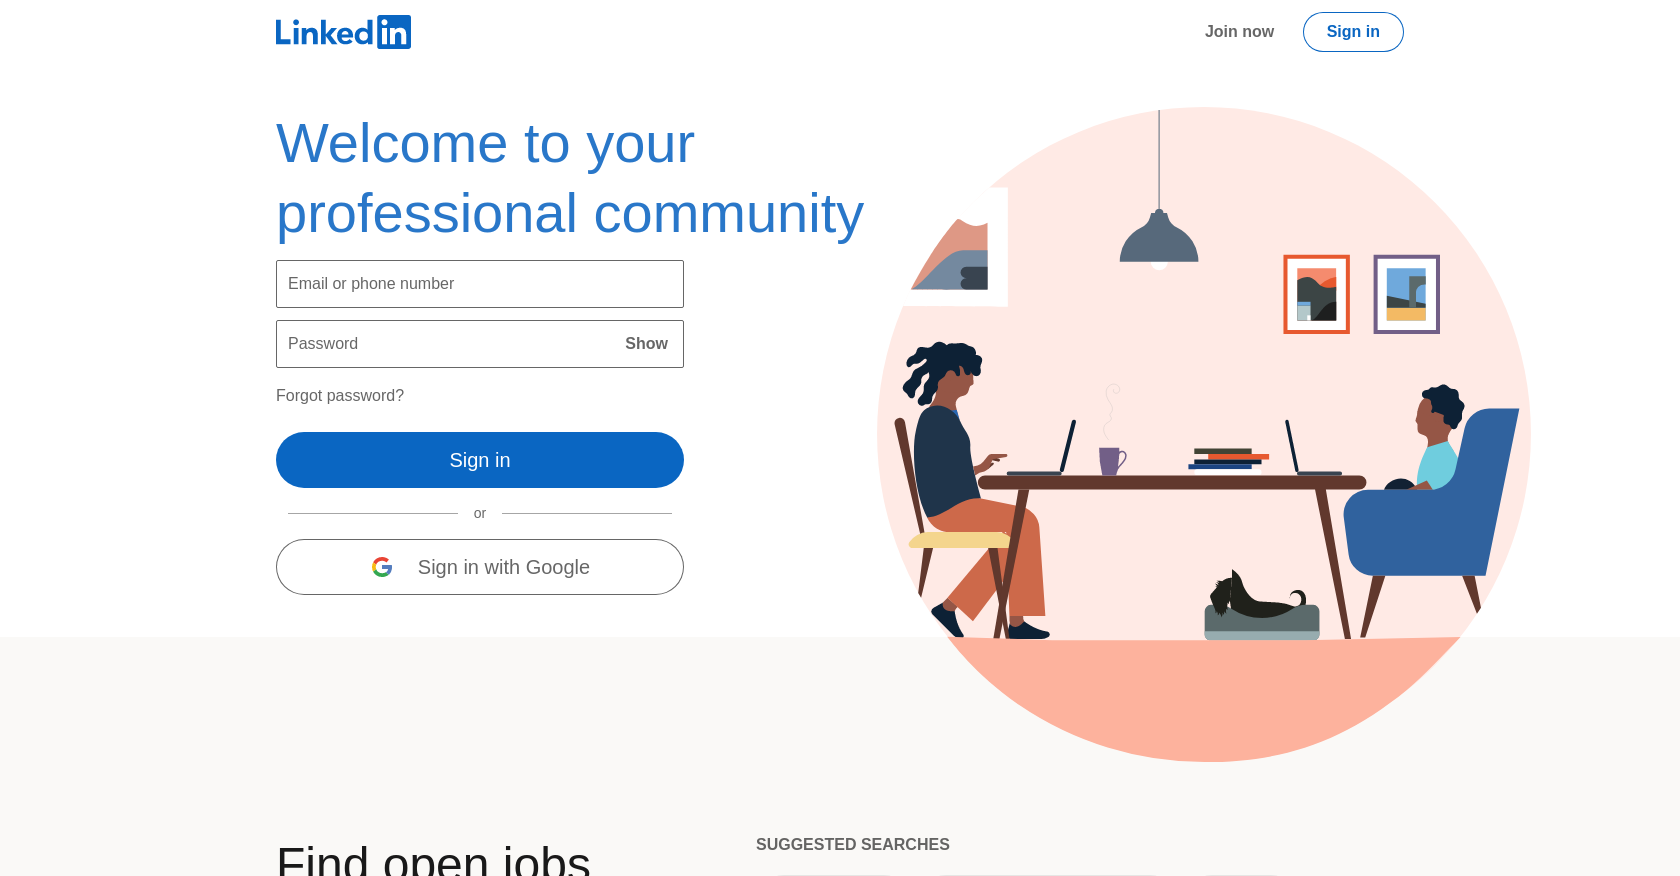 Linkedin
Join now
Sign in
Welcome to your
professional community
Email or phone number
Password
Show
Forgot password?
Sign in
or
Sign in with Google
Find open jobs
SUGGESTED SEARCHES